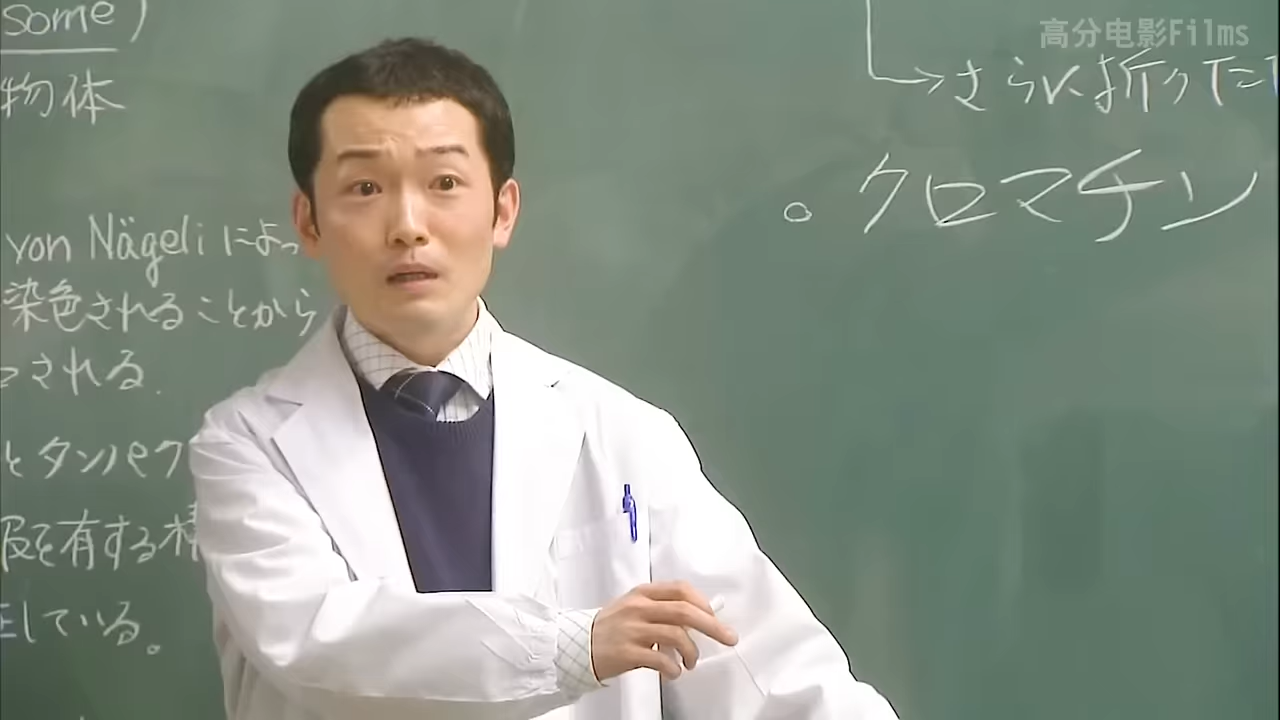 some)
物体
von Nägeli によっ
染色されることから
される.
とタンパク
を有する
している。
高分电影Films
→さらに折りた
。クロマチン